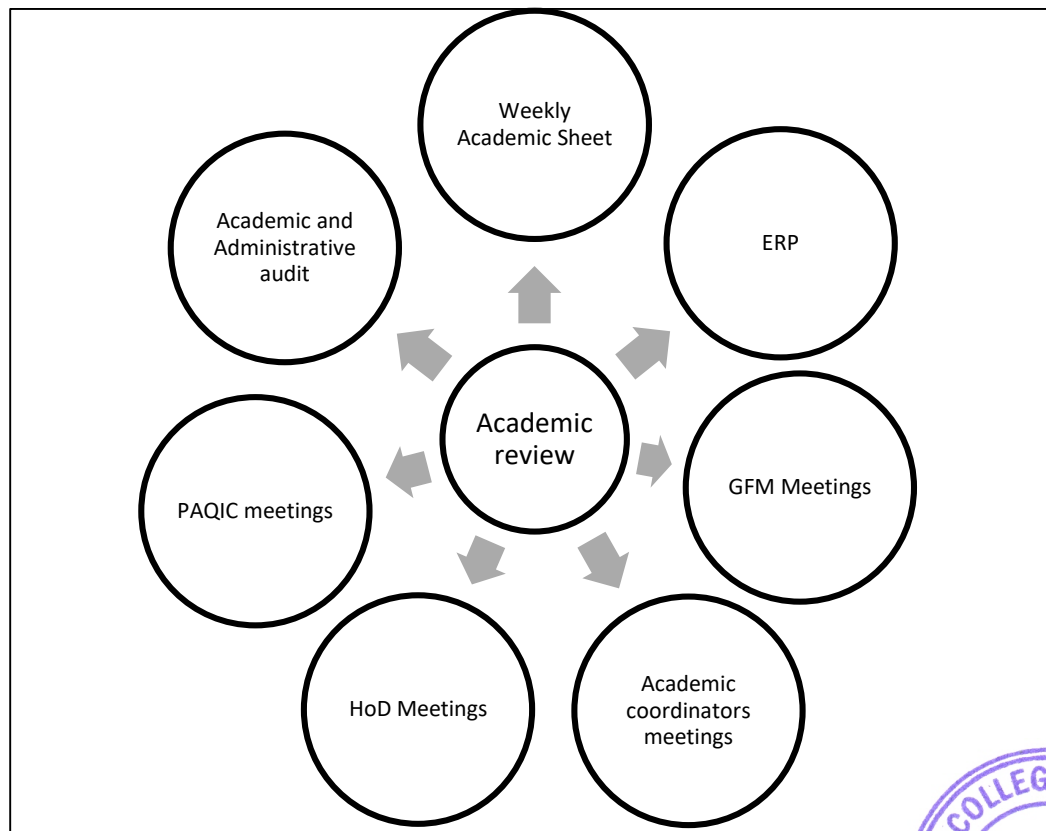 Weekly
Academic Sheet
ERP
GFM Meetings
Academic
coordinators
meetings
HoD Meetings
PAQIC meetings
Academic and
Administrative
audit
Academic
review
COLLEG